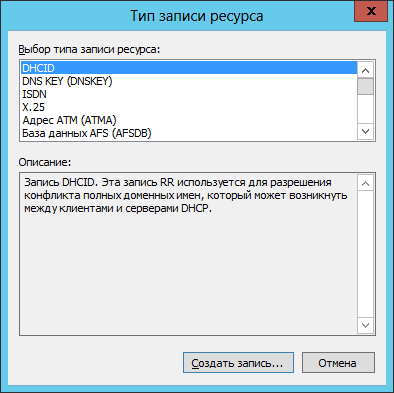 Тип записи ресурса
x
Выбор типа записи ресурса:
DHCID
DNS KEY (DNSKEY)
ISDN
X.25
Адрес ATM (ATMA)
База данных AFS (AFSDB)
Описание:
Запись DHCID. Эта запись RR используется для разрешения
конфликта полных доменных имен, который может возникнуть
между клиентами и серверами DHCP.
Создать запись...
Отмена